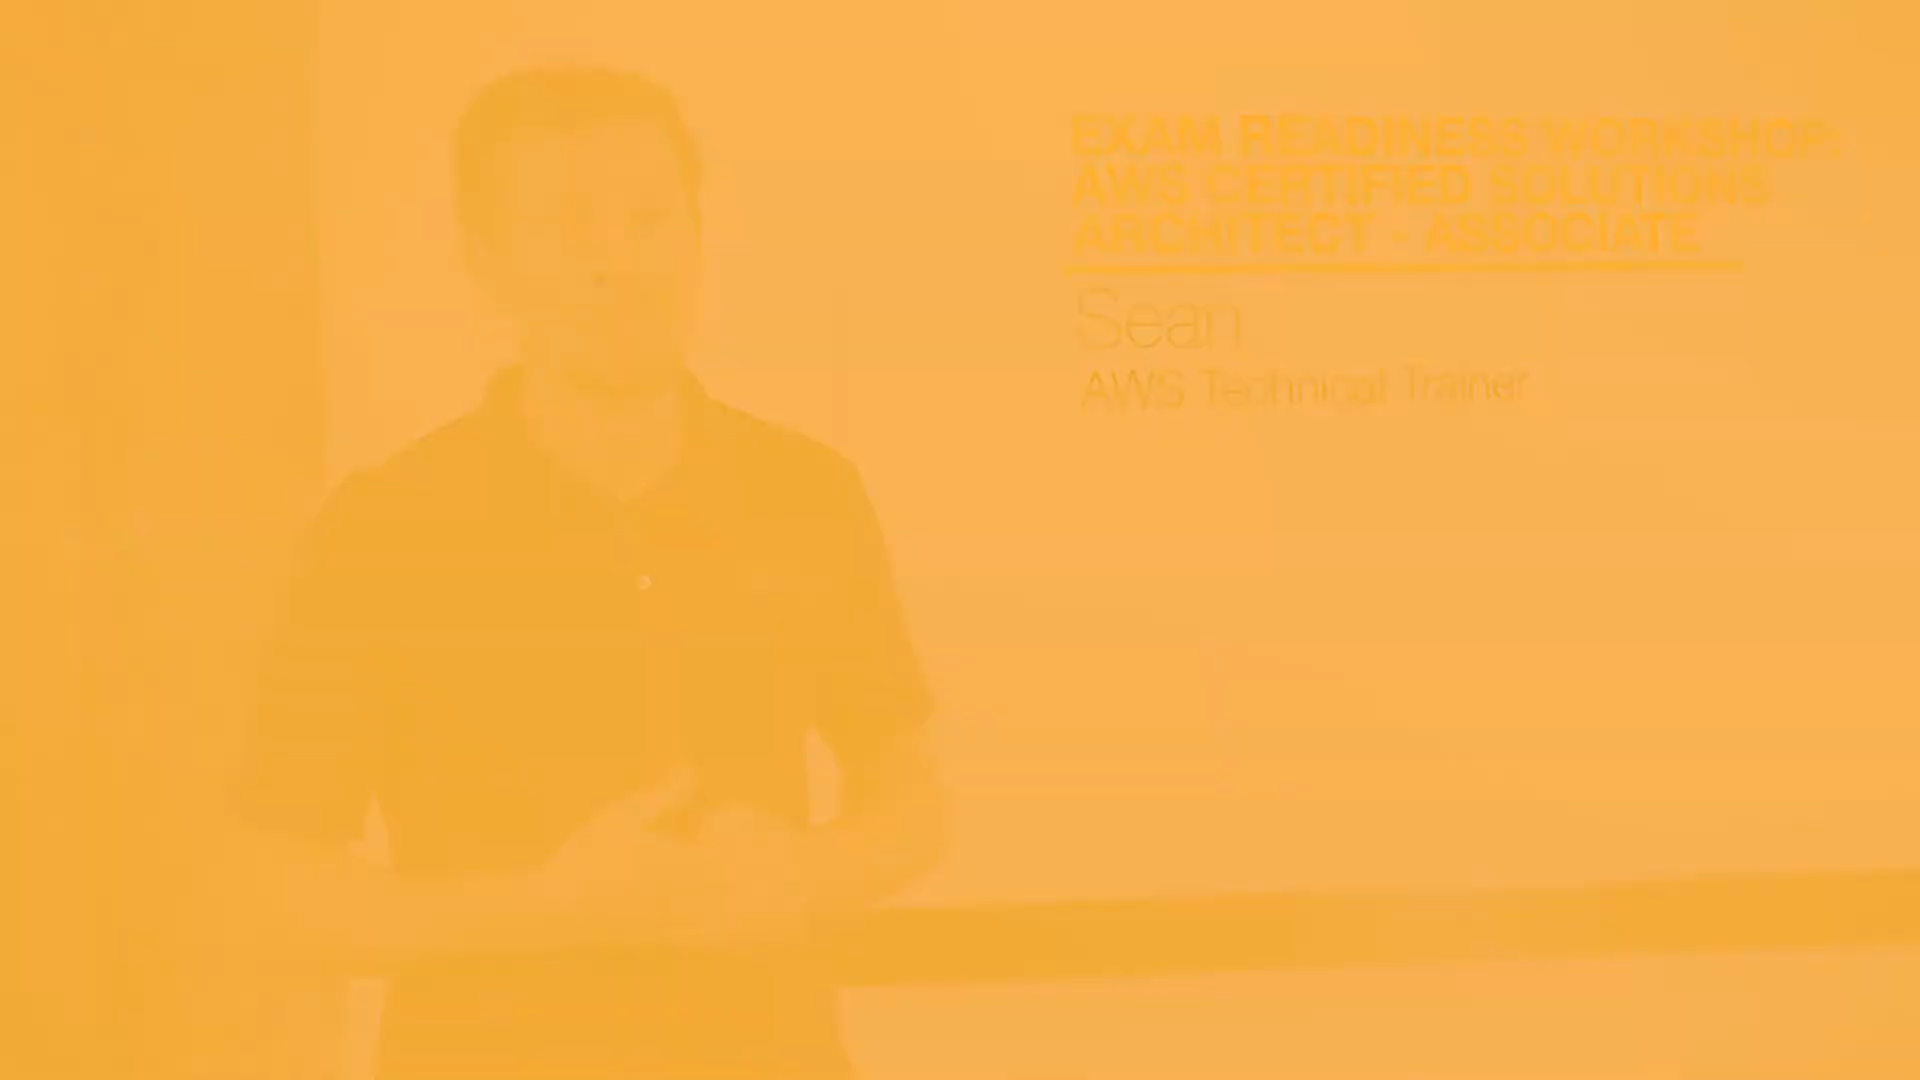 EXAM READINESS WORKSHOP:
AWS CERTIFIED SOLUTIONS
ARCHITECT - ASSOCIATE
Sean
AWS Technical Trainer